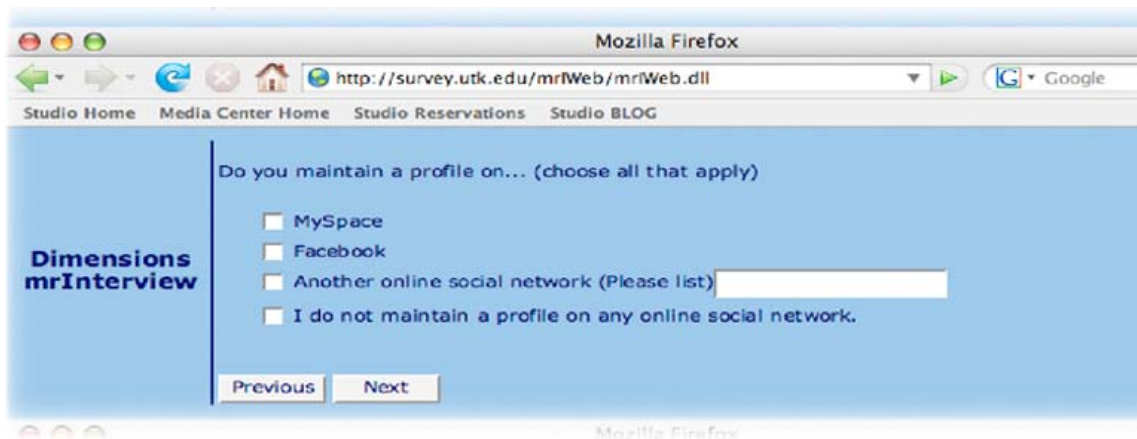 Mozilla Firefox
http://survey.utk.edu/mrIWeb/mrIWeb.dll
G Google
Studio Home Media Center Home Studio Reservations Studio BLOG
Do you maintain a profile on... (choose all that apply)
MySpace
Facebook
Another online social network (Please list)
I do not maintain a profile on any online social network.
Dimensions
mrInterview
Previous Next
Mozilla Firefox